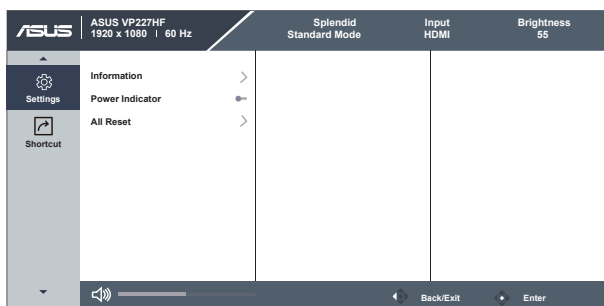 ASUS
ASUS VP227HF
1920 x 1080 | 60 Hz
Splendid
Standard Mode
Input
HDMI
Brightness
55
Settings
Shortcut
Information
Power Indicator
All Reset
Back/Exit
Enter